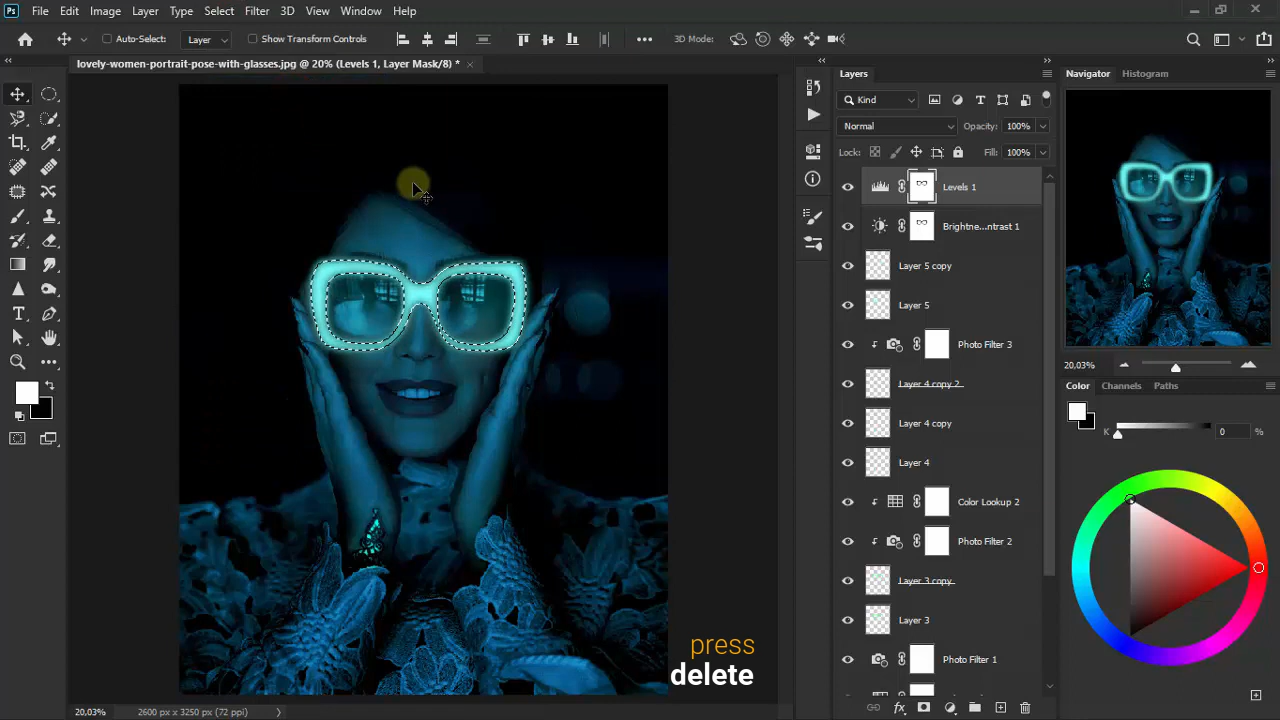 Ps File Edit Image Layer Type Select Filter 3D View Window Help
Auto-Select: Layer Show Transform Controls 3D Mode:
lovely-women-portrait-pose-with-glasses.jpg @ 20% (Levels 1, Layer Mask/8) *
Layers
Kind
Normal Opacity: 100%
Lock: Fill: 100%
Levels 1
Brightne...ntrast 1
Layer 5 copy
Layer 5
Photo Filter 3
Layer 4 copy 2
Layer 4 copy
Layer 4
Color Lookup 2
Photo Filter 2
Layer 3 copy
Layer 3
Photo Filter 1
Navigator Histogram
20,03%
Color Channels Paths
K 0 %
press
delete
20,03% 2600 px x 3250 px (72 ppi)